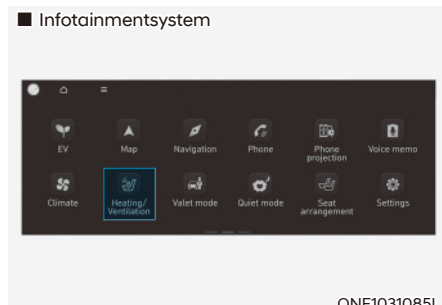 ■ Infotainmentsystem
EV Map Navigation Phone Phone projection Voice memo
Climate Heating/ Ventilation Valet mode Quiet mode Seat arrangement Settings
ONE1031085L